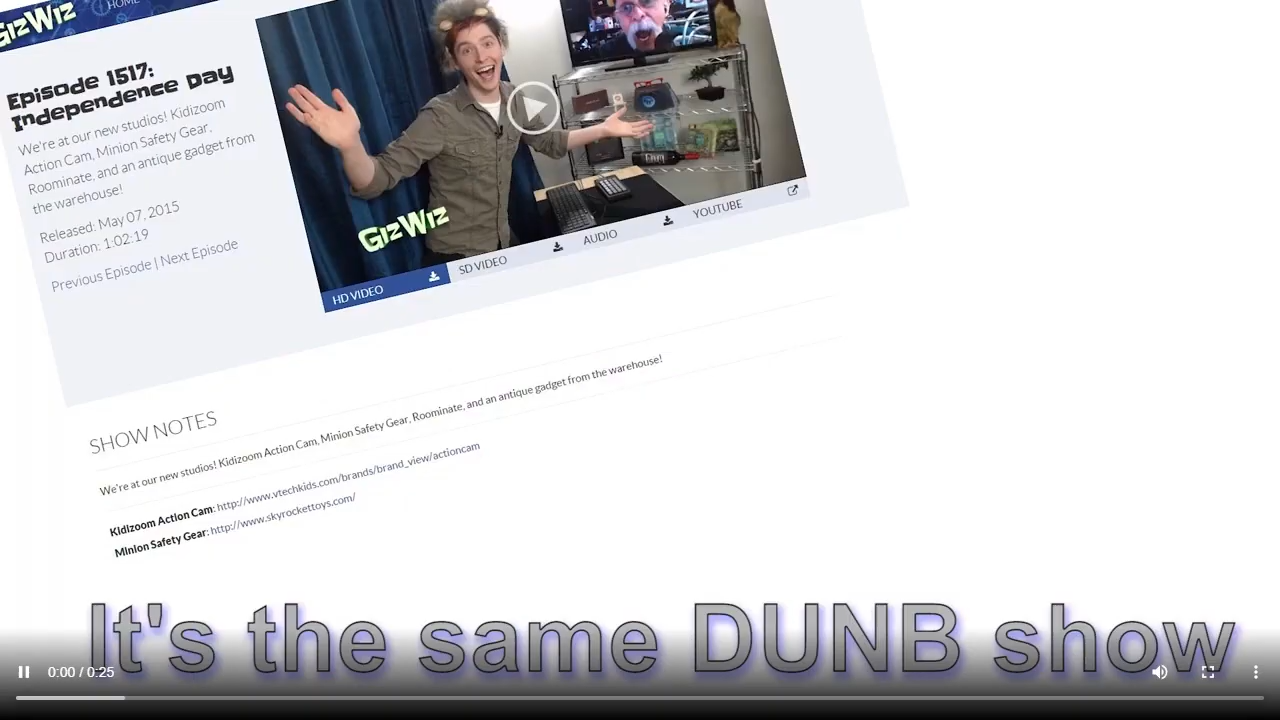 GizWiz
HOME
Episode 1517:
Independence Day
We're at our new studios! Kidizoom
Action Cam, Minion Safety Gear,
Roominate, and an antique gadget from
the warehouse!
Released: May 07, 2015
Duration: 1:02:19
Previous Episode | Next Episode
GizWiz
HD VIDEO
SD VIDEO
AUDIO
YOUTUBE
SHOW NOTES
We're at our new studios! Kidizoom Action Cam, Minion Safety Gear, Roominate, and an antique gadget from the warehouse!
Kidizoom Action Cam: http://www.vtechkids.com/brands/brand_view/actioncam
Minion Safety Gear: http://www.skyrockettoys.com/
It's the same DUNB show
0:00 / 0:25